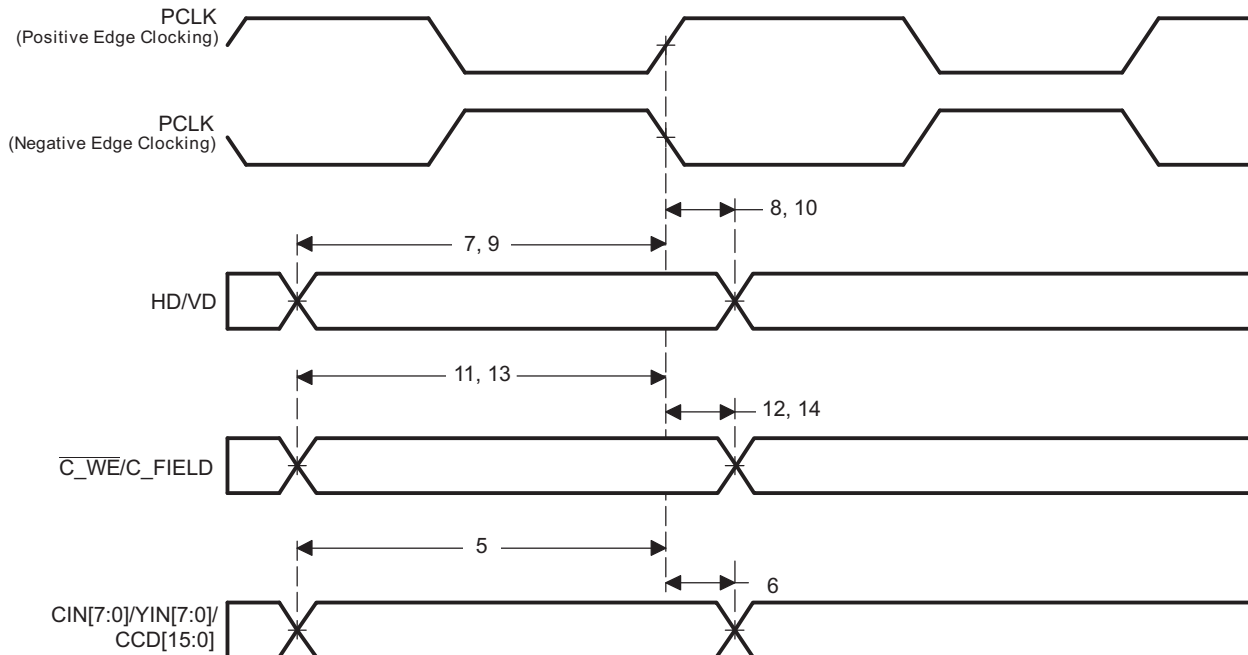 PCLK
(Positive Edge Clocking)
PCLK
(Negative Edge Clocking)
8, 10
7, 9
HD/VD
11, 13
12, 14
C_WE/C_FIELD
5
6
CIN[7:0]/YIN[7:0]/
CCD[15:0]